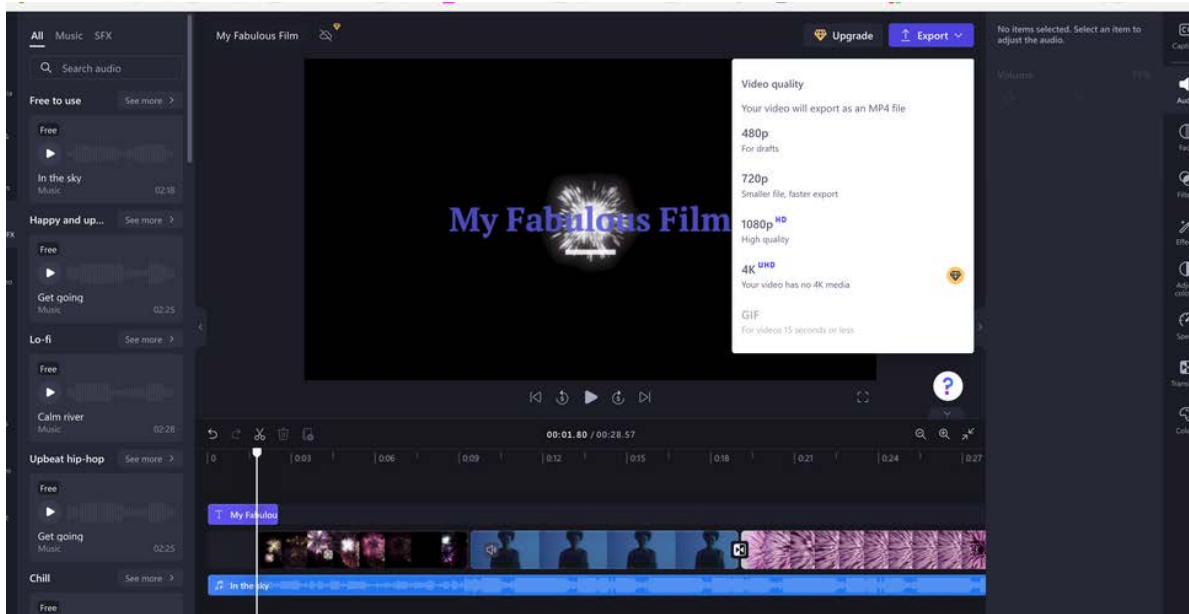 All Music SFX
Search audio
Free to use See more >
Free
In the sky
Music 02:18
Happy and up... See more >
Free
Get going
Music 02:25
Lo-fi See more >
Free
Calm river
Music 02:28
Upbeat hip-hop See more >
Free
Get going
Music 02:25
Chill See more >
Free
My Fabulous Film
Upgrade
Export
My Fabulous Film
Video quality
Your video will export as an MP4 file
480p
For drafts
720p
Smaller file, faster export
1080p HD
High quality
4K UHD
Your video has no 4K media
GIF
For videos 15 seconds or less
?
00:01.80 / 00:28.57
0 0:03 0:06 0:09 0:12 0:15 0:18 0:21 0:24 0:27
T My Fabulou
In the sky
No items selected. Select an item to
adjust the audio.
Volume